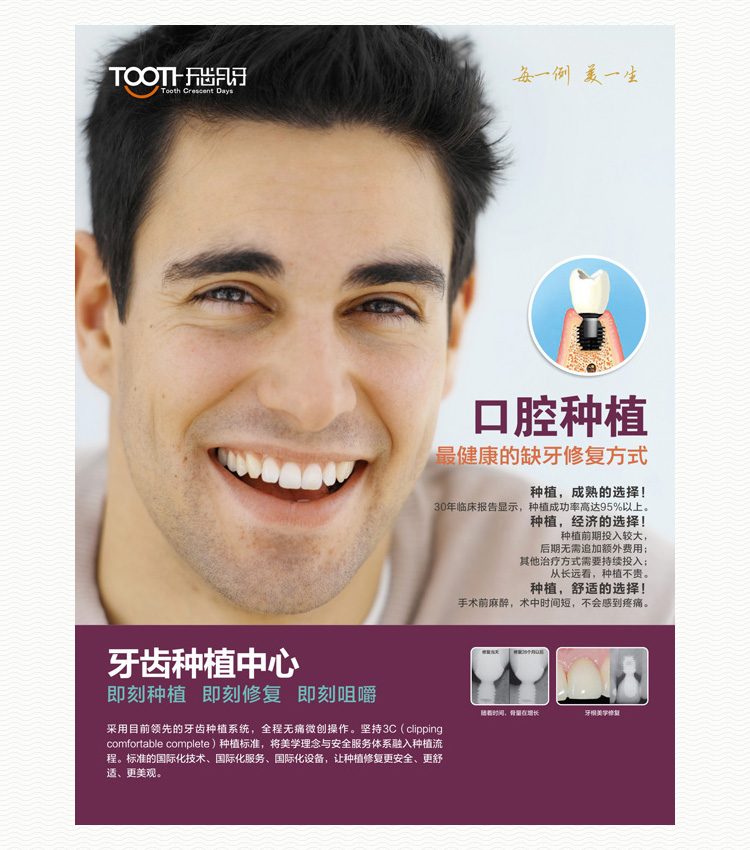 TOOTH
Tooth Crescent Days
每一例 美一生
口腔种植
最健康的缺牙修复方式
种植，成熟的选择！
30年临床报告显示，种植成功率高达95%以上。
种植，经济的选择！
种植前期投入较大，
后期无需追加额外费用；
其他治疗方式需要持续投入；
从长远看，种植不贵。
种植，舒适的选择！
手术前麻醉，术中时间短，不会感到疼痛。
牙齿种植中心
即刻种植 即刻修复 即刻咀嚼
修复当天 修复28个月以后
随着时间，骨量在增长
牙根美学修复
采用目前领先的牙齿种植系统，全程无痛微创操作。坚持3C（clipping
comfortable complete）种植标准，将美学理念与安全服务体系融入种植流
程。标准的国际化技术、国际化服务、国际化设备，让种植修复更安全、更舒
适、更美观。